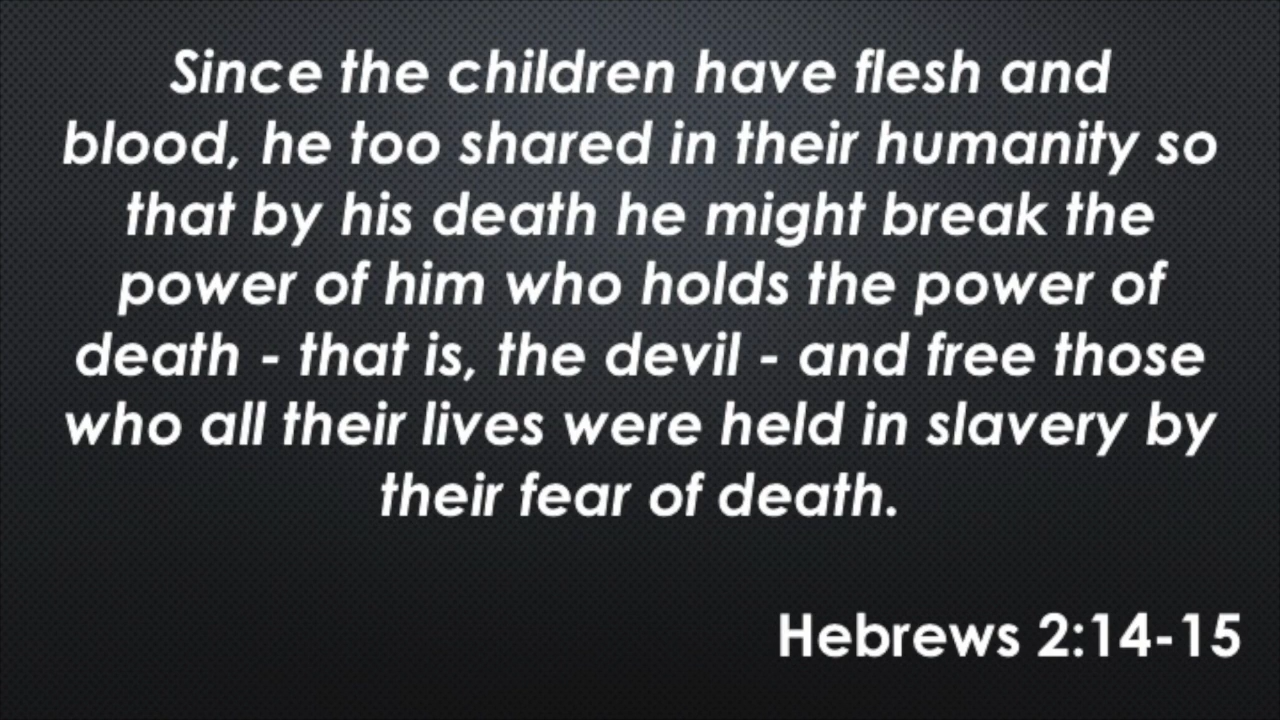 Since the children have flesh and
blood, he too shared in their humanity so
that by his death he might break the
power of him who holds the power of
death - that is, the devil - and free those
who all their lives were held in slavery by
their fear of death.
Hebrews 2:14-15